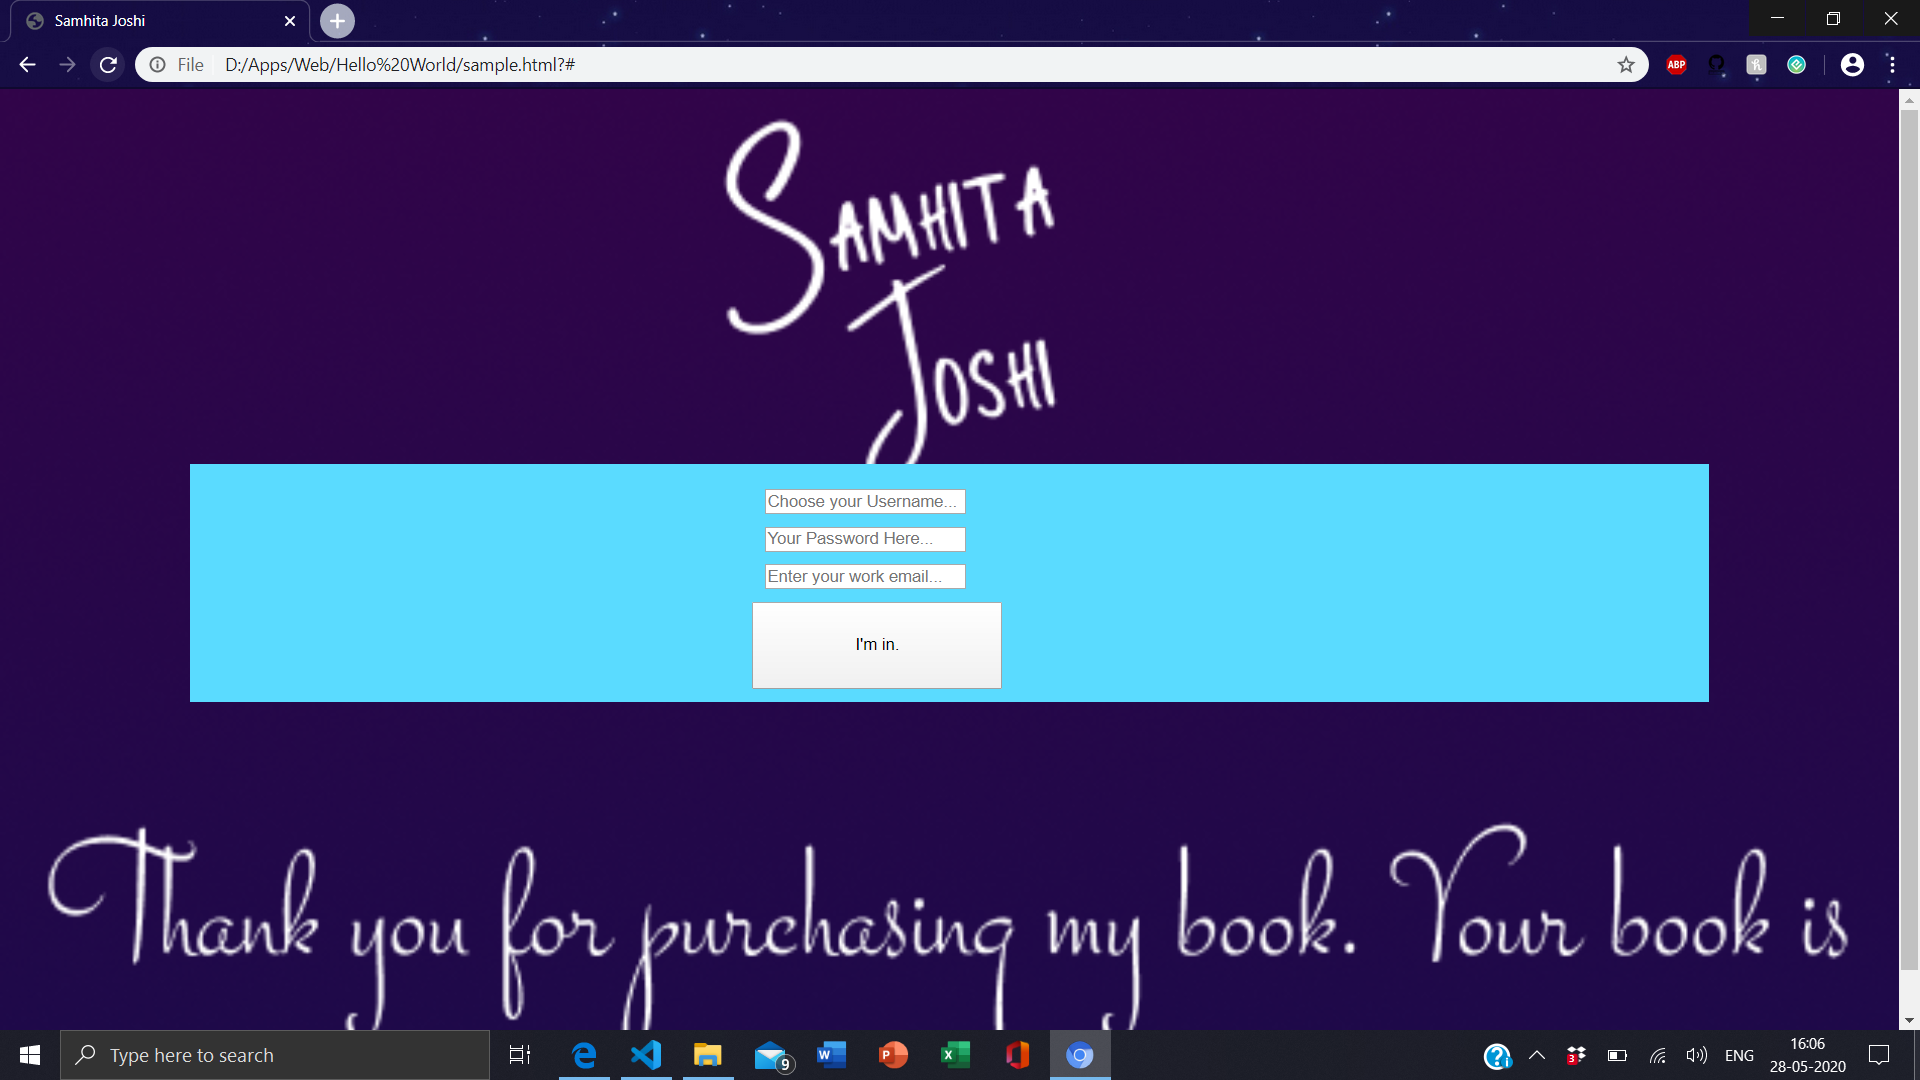 Samhita Joshi
File
D:/Apps/Web/Hello%20World/sample.html?#
ABP
SAMHITA
JOSHI
Choose your Username...
Your Password Here...
Enter your work email...
I'm in.
Thank you for purchasing my book. Your book is
Type here to search
9
3
ENG
16:06
28-05-2020